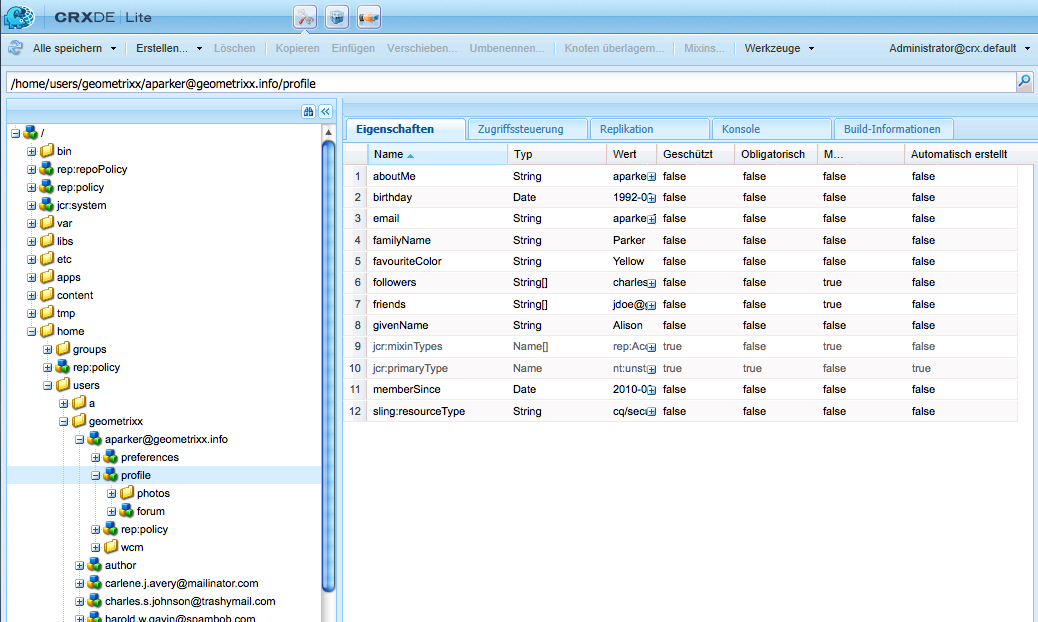 CRXDE | Lite
Alle speichern Erstellen... Löschen Kopieren Einfügen Verschieben... Umbenennen... Knoten überlagern... Mixins... Werkzeuge Administrator@crx.default
/home/users/geometrixx/aparker@geometrixx.info/profile
/
bin
rep:repoPolicy
rep:policy
jcr:system
var
libs
etc
apps
content
tmp
home
groups
rep:policy
users
a
geometrixx
aparker@geometrixx.info
preferences
profile
photos
forum
rep:policy
wcm
author
carlene.j.avery@mailinator.com
charles.s.johnson@trashymail.com
harold.w.gavin@spambob.com
Eigenschaften Zugriffssteuerung Replikation Konsole Build-Informationen
Name Typ Wert Geschützt Obligatorisch M... Automatisch erstellt
1 aboutMe String aparke false false false false
2 birthday Date 1992-0 false false false false
3 email String aparke false false false false
4 familyName String Parker false false false false
5 favouriteColor String Yellow false false false false
6 followers String[] charles false false true false
7 friends String[] jdoe@g false false true false
8 givenName String Alison false false false false
9 jcr:mixinTypes Name[] rep:Acc true false true false
10 jcr:primaryType Name nt:unst true true false true
11 memberSince Date 2010-0 false false false false
12 sling:resourceType String cq/secu false false false false